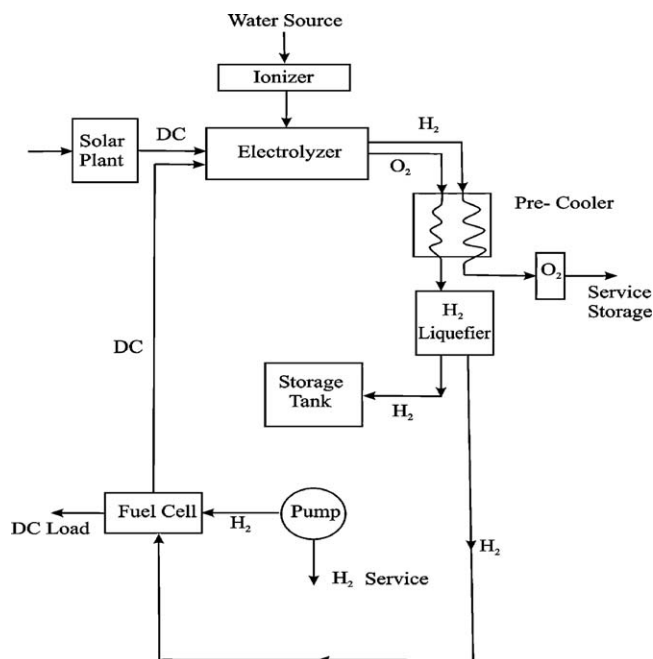 Water Source
Ionizer
Solar
Plant
DC
Electrolyzer
H₂
O₂
Pre- Cooler
O₂
Service
Storage
H₂
Liquefier
DC
Storage
Tank
H₂
Fuel Cell
H₂
Pump
DC Load
H₂
H₂ Service